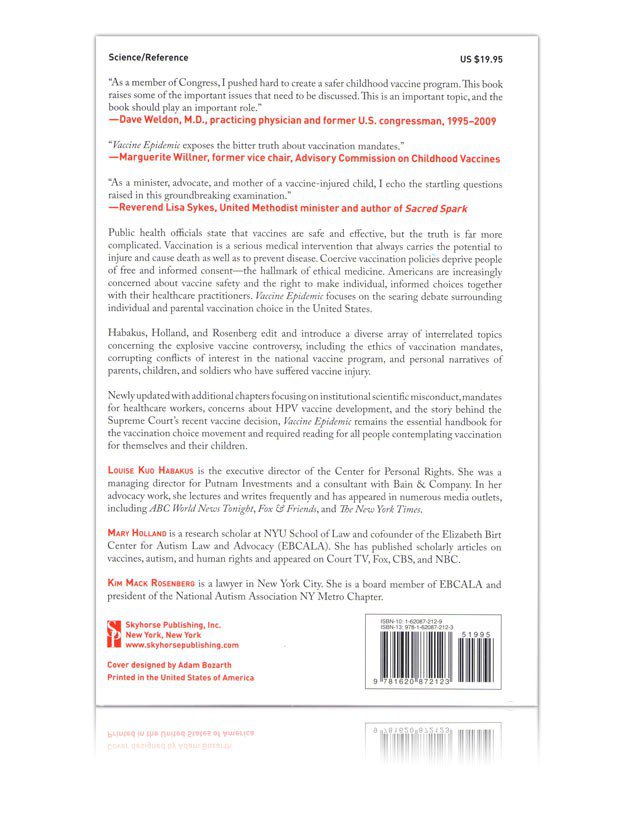 Science/Reference
US $19.95
“As a member of Congress, I pushed hard to create a safer childhood vaccine program. This book
raises some of the important issues that need to be discussed. This is an important topic, and the
book should play an important role.”
—Dave Weldon, M.D., practicing physician and former U.S. congressman, 1995–2009
“Vaccine Epidemic exposes the bitter truth about vaccination mandates.”
—Marguerite Willner, former vice chair, Advisory Commission on Childhood Vaccines
“As a minister, advocate, and mother of a vaccine-injured child, I echo the startling questions
raised in this groundbreaking examination.”
—Reverend Lisa Sykes, United Methodist minister and author of Sacred Spark
Public health officials state that vaccines are safe and effective, but the truth is far more
complicated. Vaccination is a serious medical intervention that always carries the potential to
injure and cause death as well as to prevent disease. Coercive vaccination policies deprive people
of free and informed consent—the hallmark of ethical medicine. Americans are increasingly
concerned about vaccine safety and the right to make individual, informed choices together
with their healthcare practitioners. Vaccine Epidemic focuses on the searing debate surrounding
individual and parental vaccination choice in the United States.
Habakus, Holland, and Rosenberg edit and introduce a diverse array of interrelated topics
concerning the explosive vaccine controversy, including the ethics of vaccination mandates,
corrupting conflicts of interest in the national vaccine program, and personal narratives of
parents, children, and soldiers who have suffered vaccine injury.
Newly updated with additional chapters focusing on institutional scientific misconduct, mandates
for healthcare workers, concerns about HPV vaccine development, and the story behind the
Supreme Court’s recent vaccine decision, Vaccine Epidemic remains the essential handbook for
the vaccination choice movement and required reading for all people contemplating vaccination
for themselves and their children.
Louise Kuo Habakus is the executive director of the Center for Personal Rights. She was a
managing director for Putnam Investments and a consultant with Bain & Company. In her
advocacy work, she lectures and writes frequently and has appeared in numerous media outlets,
including ABC World News Tonight, Fox & Friends, and The New York Times.
Mary Holland is a research scholar at NYU School of Law and cofounder of the Elizabeth Birt
Center for Autism Law and Advocacy (EBCALA). She has published scholarly articles on
vaccines, autism, and human rights and appeared on Court TV, Fox, CBS, and NBC.
Kim Mack Rosenberg is a lawyer in New York City. She is a board member of EBCALA and
president of the National Autism Association NY Metro Chapter.
Skyhorse Publishing, Inc.
New York, New York
www.skyhorsepublishing.com
Cover designed by Adam Bozarth
Printed in the United States of America
ISBN-10: 1-62087-212-9
ISBN-13: 978-1-62087-212-3
51995
9 781620 872123